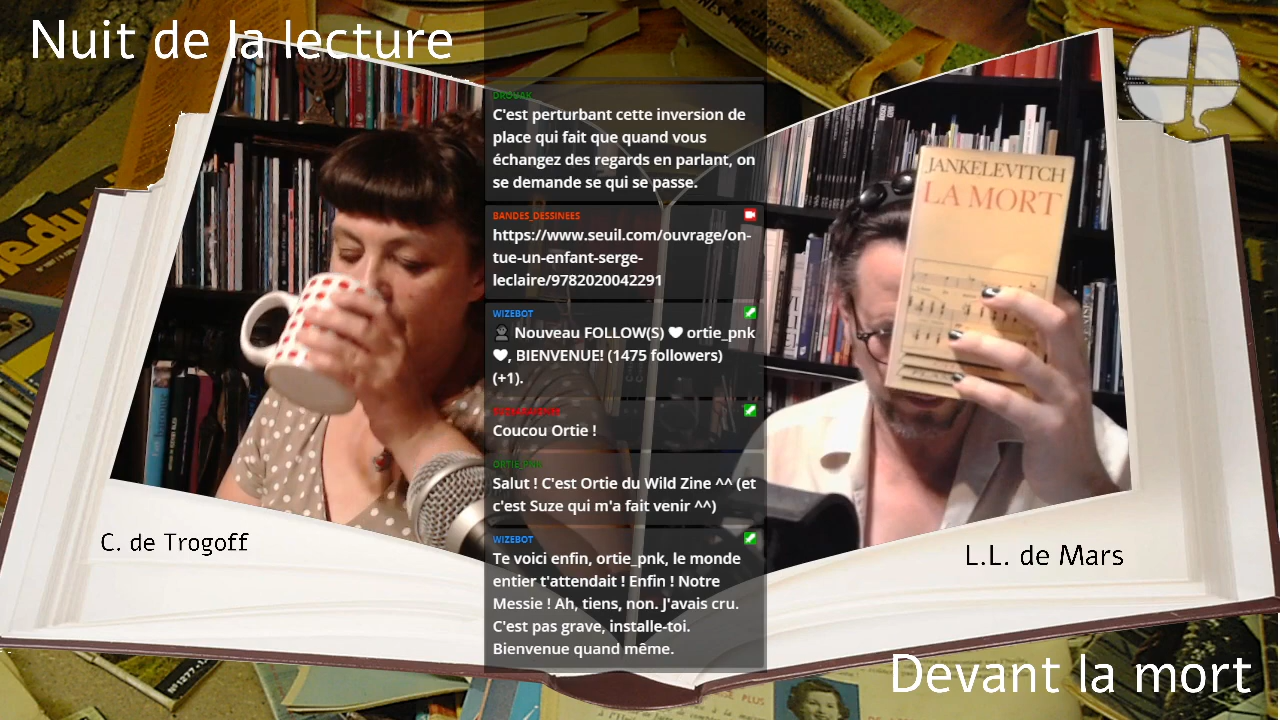 Nuit de la lecture
DROUAK
C'est perturbant cette inversion de
place qui fait que quand vous
échangez des regards en parlant, on
se demande se qui se passe.
BANDES_DESSINEES
https://www.seuil.com/ouvrage/on-
tue-un-enfant-serge-
leclaire/9782020042291
WIZEBOT
Nouveau FOLLOW(S) ♥ ortie_pnk
♥, BIENVENUE! (1475 followers)
(+1).
Coucou Ortie !
ORTIE_PNK
Salut ! C'est Ortie du Wild Zine ^^ (et
c'est Suze qui m'a fait venir ^^)
WIZEBOT
Te voici enfin, ortie_pnk, le monde
entier t'attendait ! Enfin ! Notre
Messie ! Ah, tiens, non. J'avais cru.
C'est pas grave, installe-toi.
Bienvenue quand même.
JANKELEVITCH
LA MORT
C. de Trogoff
L.L. de Mars
Devant la mort